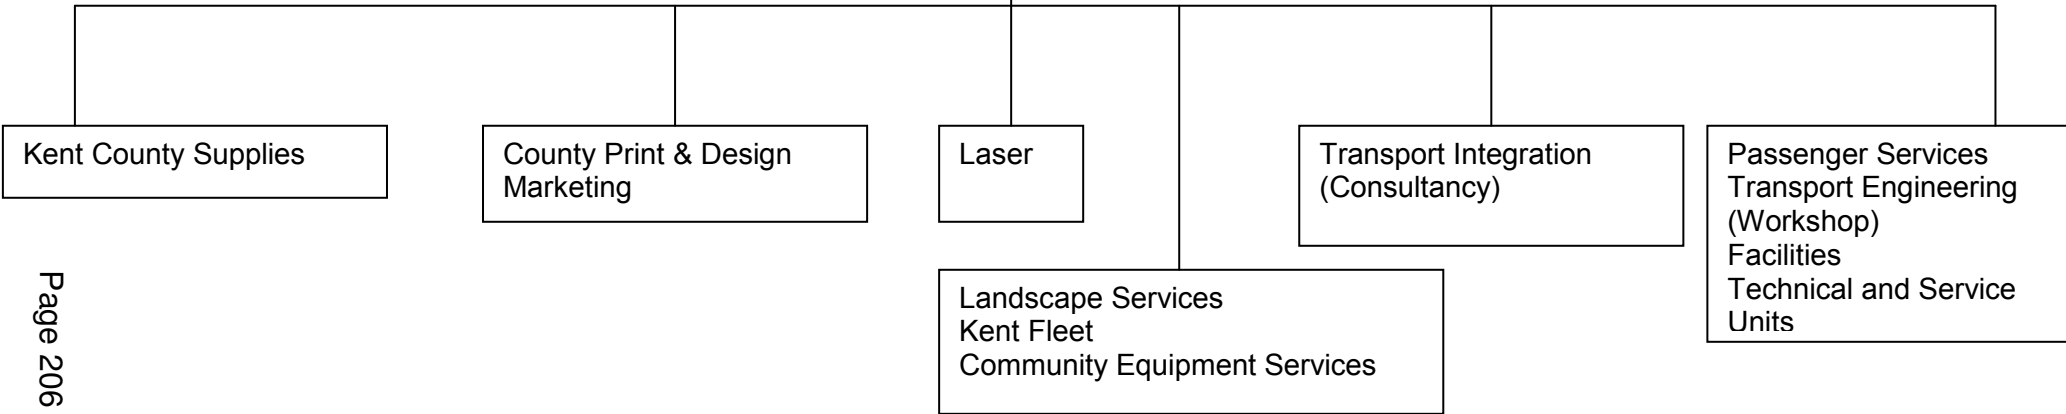 Kent County Supplies
County Print & Design
Marketing
Laser
Transport Integration
(Consultancy)
Passenger Services
Transport Engineering
(Workshop)
Facilities
Technical and Service
Units
Landscape Services
Kent Fleet
Community Equipment Services
Page 206